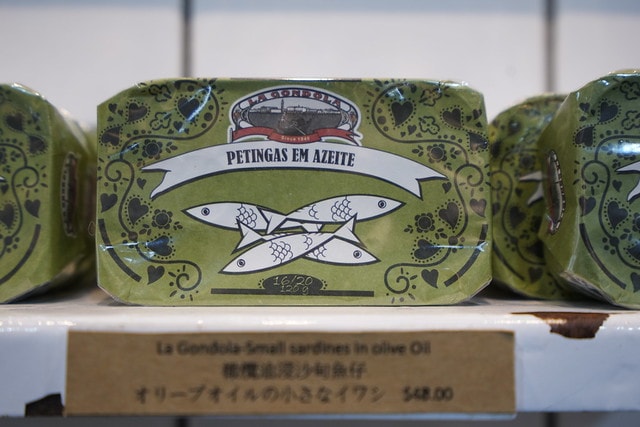 LA GONDOLA
Since 1940
PETINGAS EM AZEITE
16/20
120 g
La Gondola-Small sardines in olive Oil
橄欖油浸沙甸魚仔
オリーブオイルの小さなイワシ $48.00